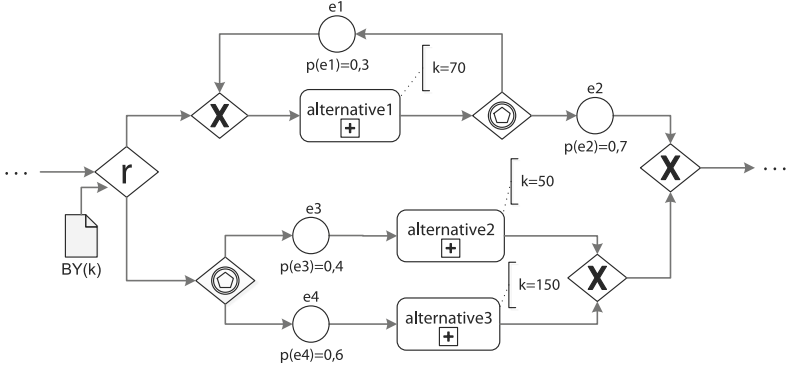 e1
p(e1)=0,3
k=70
e2
X
alternative1
p(e2)=0,7
...
r
X
...
k=50
BY(k)
e3
alternative2
p(e3)=0,4
X
k=150
e4
alternative3
p(e4)=0,6